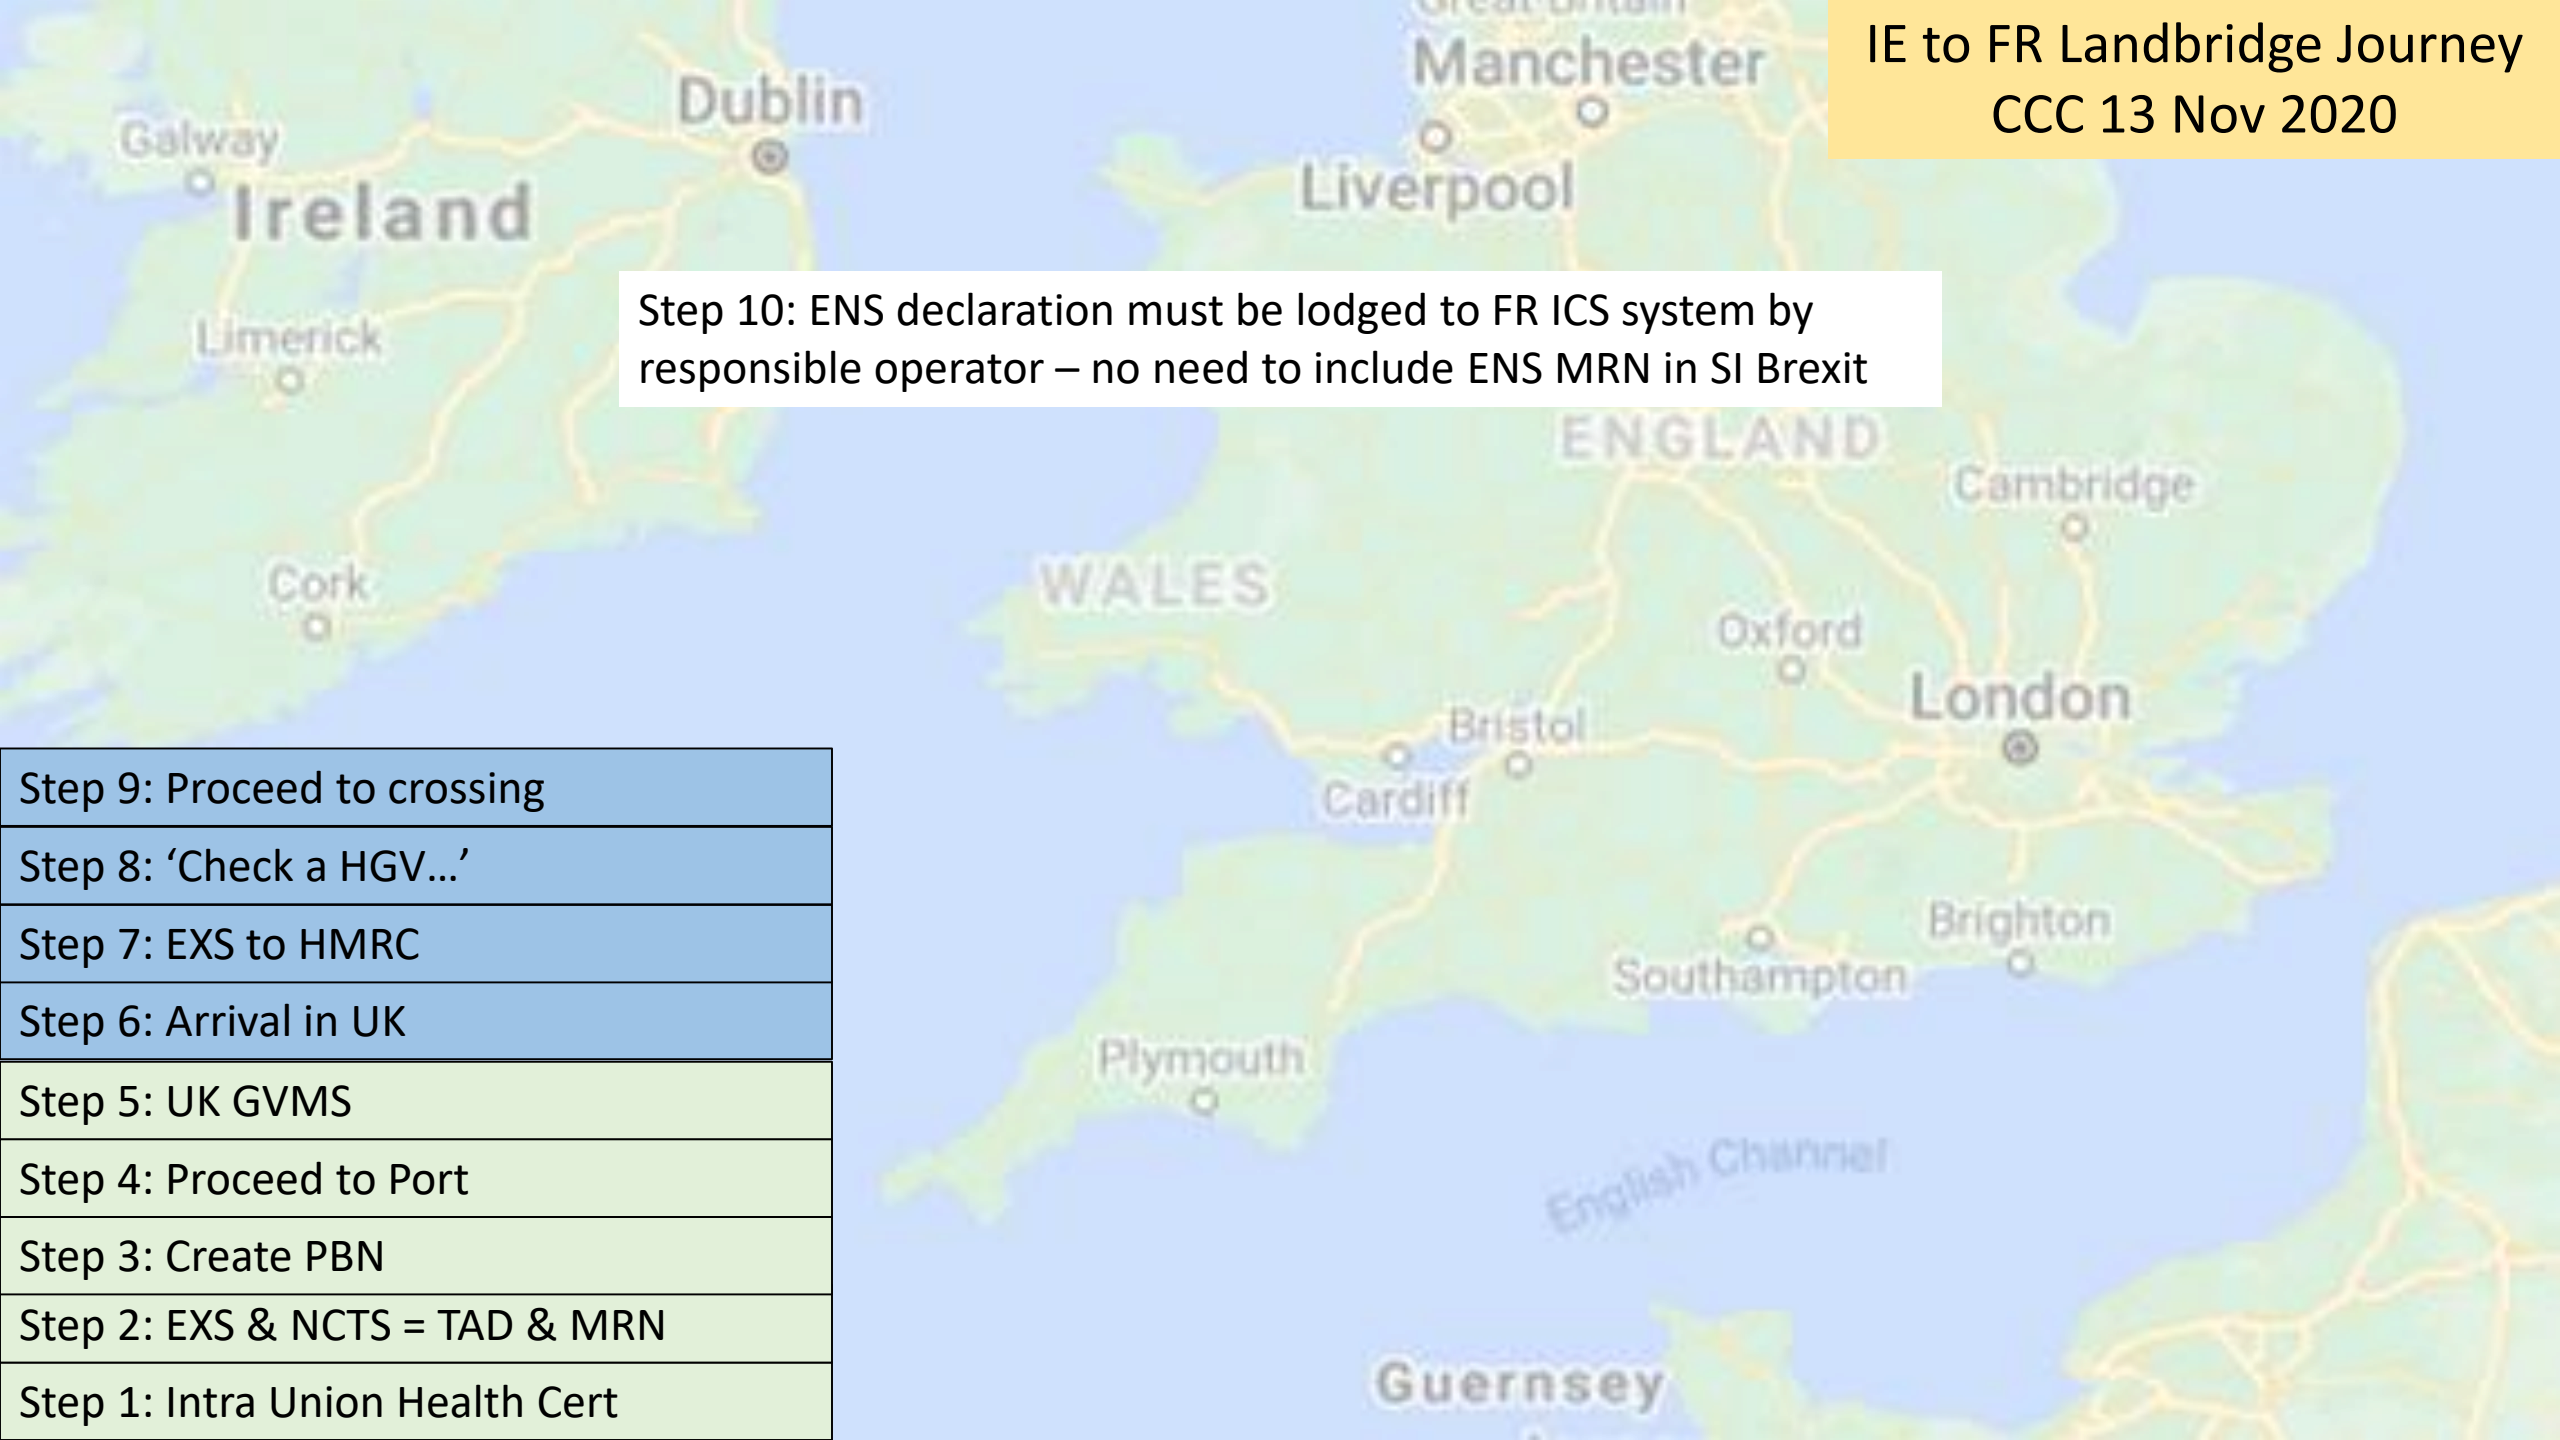 Great Britain
Manchester
IE to FR Landbridge Journey
CCC 13 Nov 2020
Dublin
Galway
Liverpool
Ireland
Step 10: ENS declaration must be lodged to FR ICS system by
responsible operator – no need to include ENS MRN in SI Brexit
Limerick
ENGLAND
Cambridge
Cork
WALES
Oxford
London
Bristol
Cardiff
Step 9: Proceed to crossing
Step 8: ‘Check a HGV…’
Step 7: EXS to HMRC
Step 6: Arrival in UK
Step 5: UK GVMS
Step 4: Proceed to Port
Step 3: Create PBN
Step 2: EXS & NCTS = TAD & MRN
Step 1: Intra Union Health Cert
Brighton
Southampton
Plymouth
English Channel
Guernsey